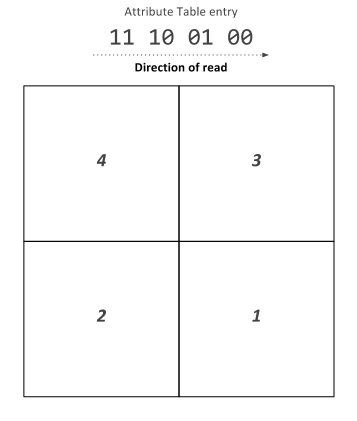 Attribute Table entry
11 10 01 00
Direction of read
4 3
2 1